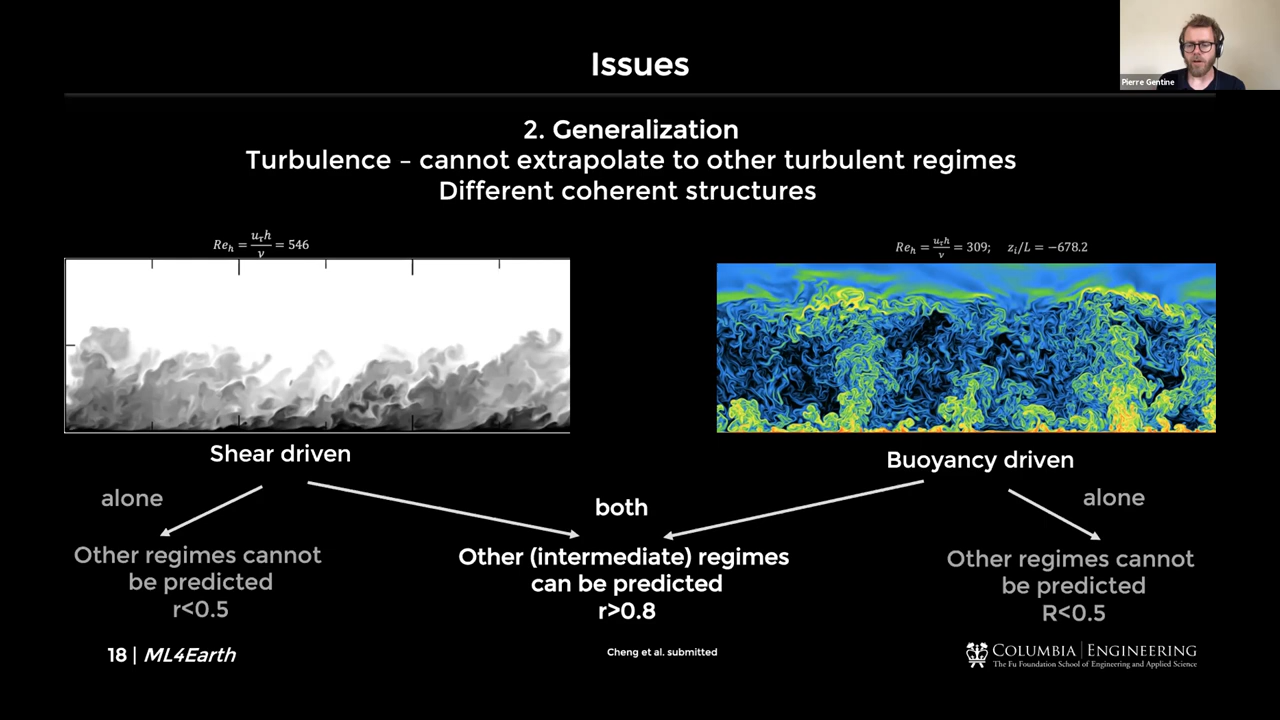 Issues
Pierre Gentine
2. Generalization
Turbulence – cannot extrapolate to other turbulent regimes
Different coherent structures
Re_h = u_τh/ν = 546
Re_h = u_τh/ν = 309; z_i/L = −678.2
Shear driven
Buoyancy driven
alone
both
alone
Other regimes cannot
be predicted
r<0.5
Other (intermediate) regimes
can be predicted
r>0.8
Other regimes cannot
be predicted
R<0.5
18 | ML4Earth
Cheng et al. submitted
COLUMBIA | ENGINEERING
The Fu Foundation School of Engineering and Applied Science